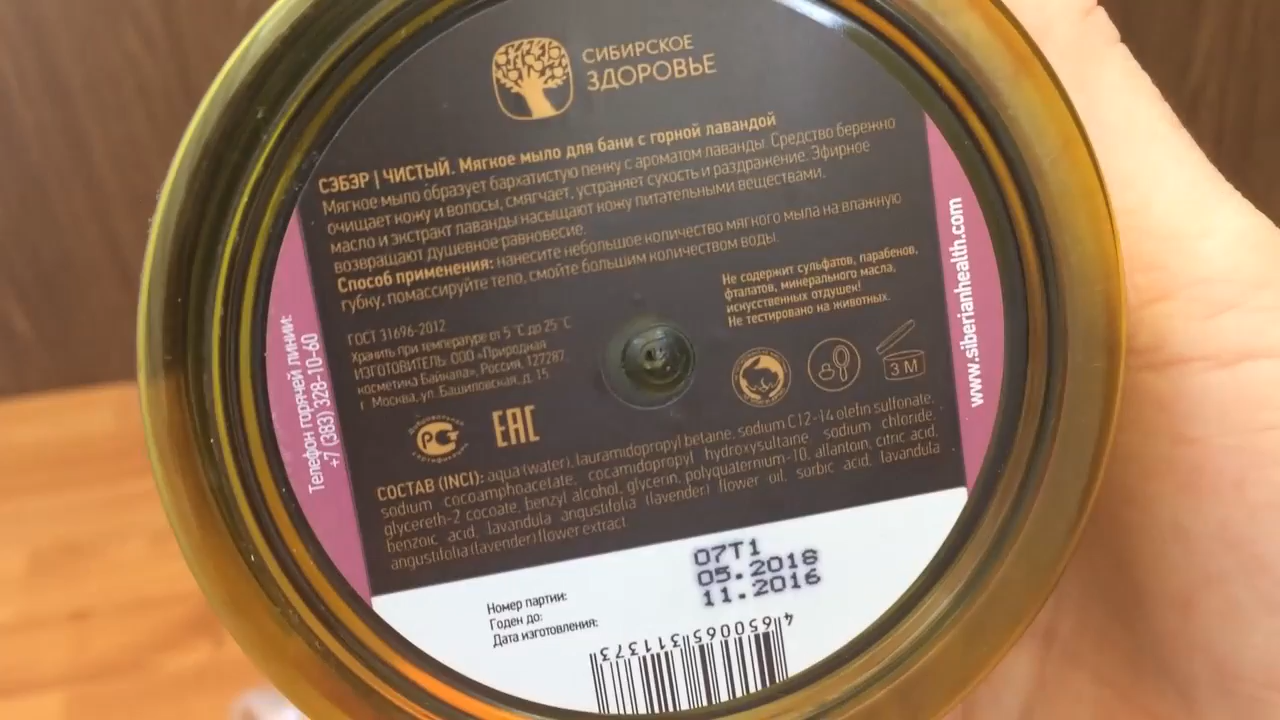 СИБИРСКОЕ
ЗДОРОВЬЕ
СЭБЭР | ЧИСТЫЙ. Мягкое мыло для бани с горной лавандой
Мягкое мыло образует бархатистую пенку с ароматом лаванды. Средство бережно
очищает кожу и волосы, смягчает, устраняет сухость и раздражение. Эфирное
масло и экстракт лаванды насыщают кожу питательными веществами,
возвращают душевное равновесие.
Способ применения: нанесите небольшое количество мягкого мыла на влажную
губку, помассируйте тело, смойте большим количеством воды.
Не содержит сульфатов, парабенов,
фталатов, минерального масла,
искусственных отдушек!
Не тестировано на животных.
ГОСТ 31696-2012
Хранить при температуре от 5 °С до 25 °С
ИЗГОТОВИТЕЛЬ: ООО «Природная
косметика Байкала», Россия, 127287,
г. Москва, ул. Башиловская, д. 15
Добровольная
РСТ
сертификация
ЕАС
3 М
СОСТАВ (INCI): aqua (water), lauramidopropyl betaine, sodium C12-14 olefin sulfonate,
sodium cocoamphoacetate, cocamidopropyl hydroxysultaine, sodium chloride,
glycereth-2 cocoate, benzyl alcohol, glycerin, polyquaternium-10, allantoin, citric acid,
benzoic acid, lavandula angustifolia (lavender) flower oil, sorbic acid, lavandula
angustifolia (lavender) flower extract.
Телефон горячей линии:
+7 (383) 328-10-60
www.siberianhealth.com
Номер партии: 07T1
Годен до: 05.2018
Дата изготовления: 11.2016
4 650065 311373